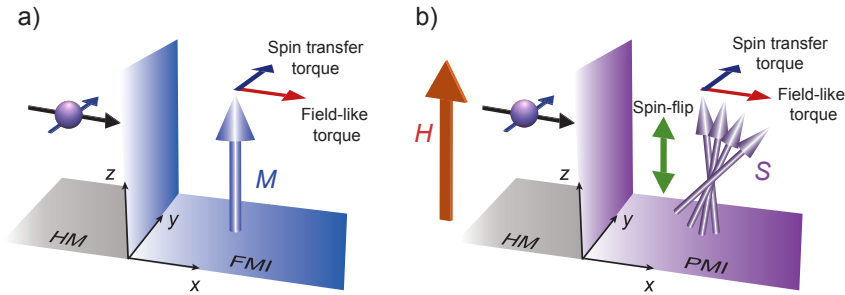 a)
Spin transfer
torque
Field-like
torque
M
z
y
x
HM
FMI
b)
Spin transfer
torque
Field-like
torque
Spin-flip
H
S
z
y
x
HM
PMI